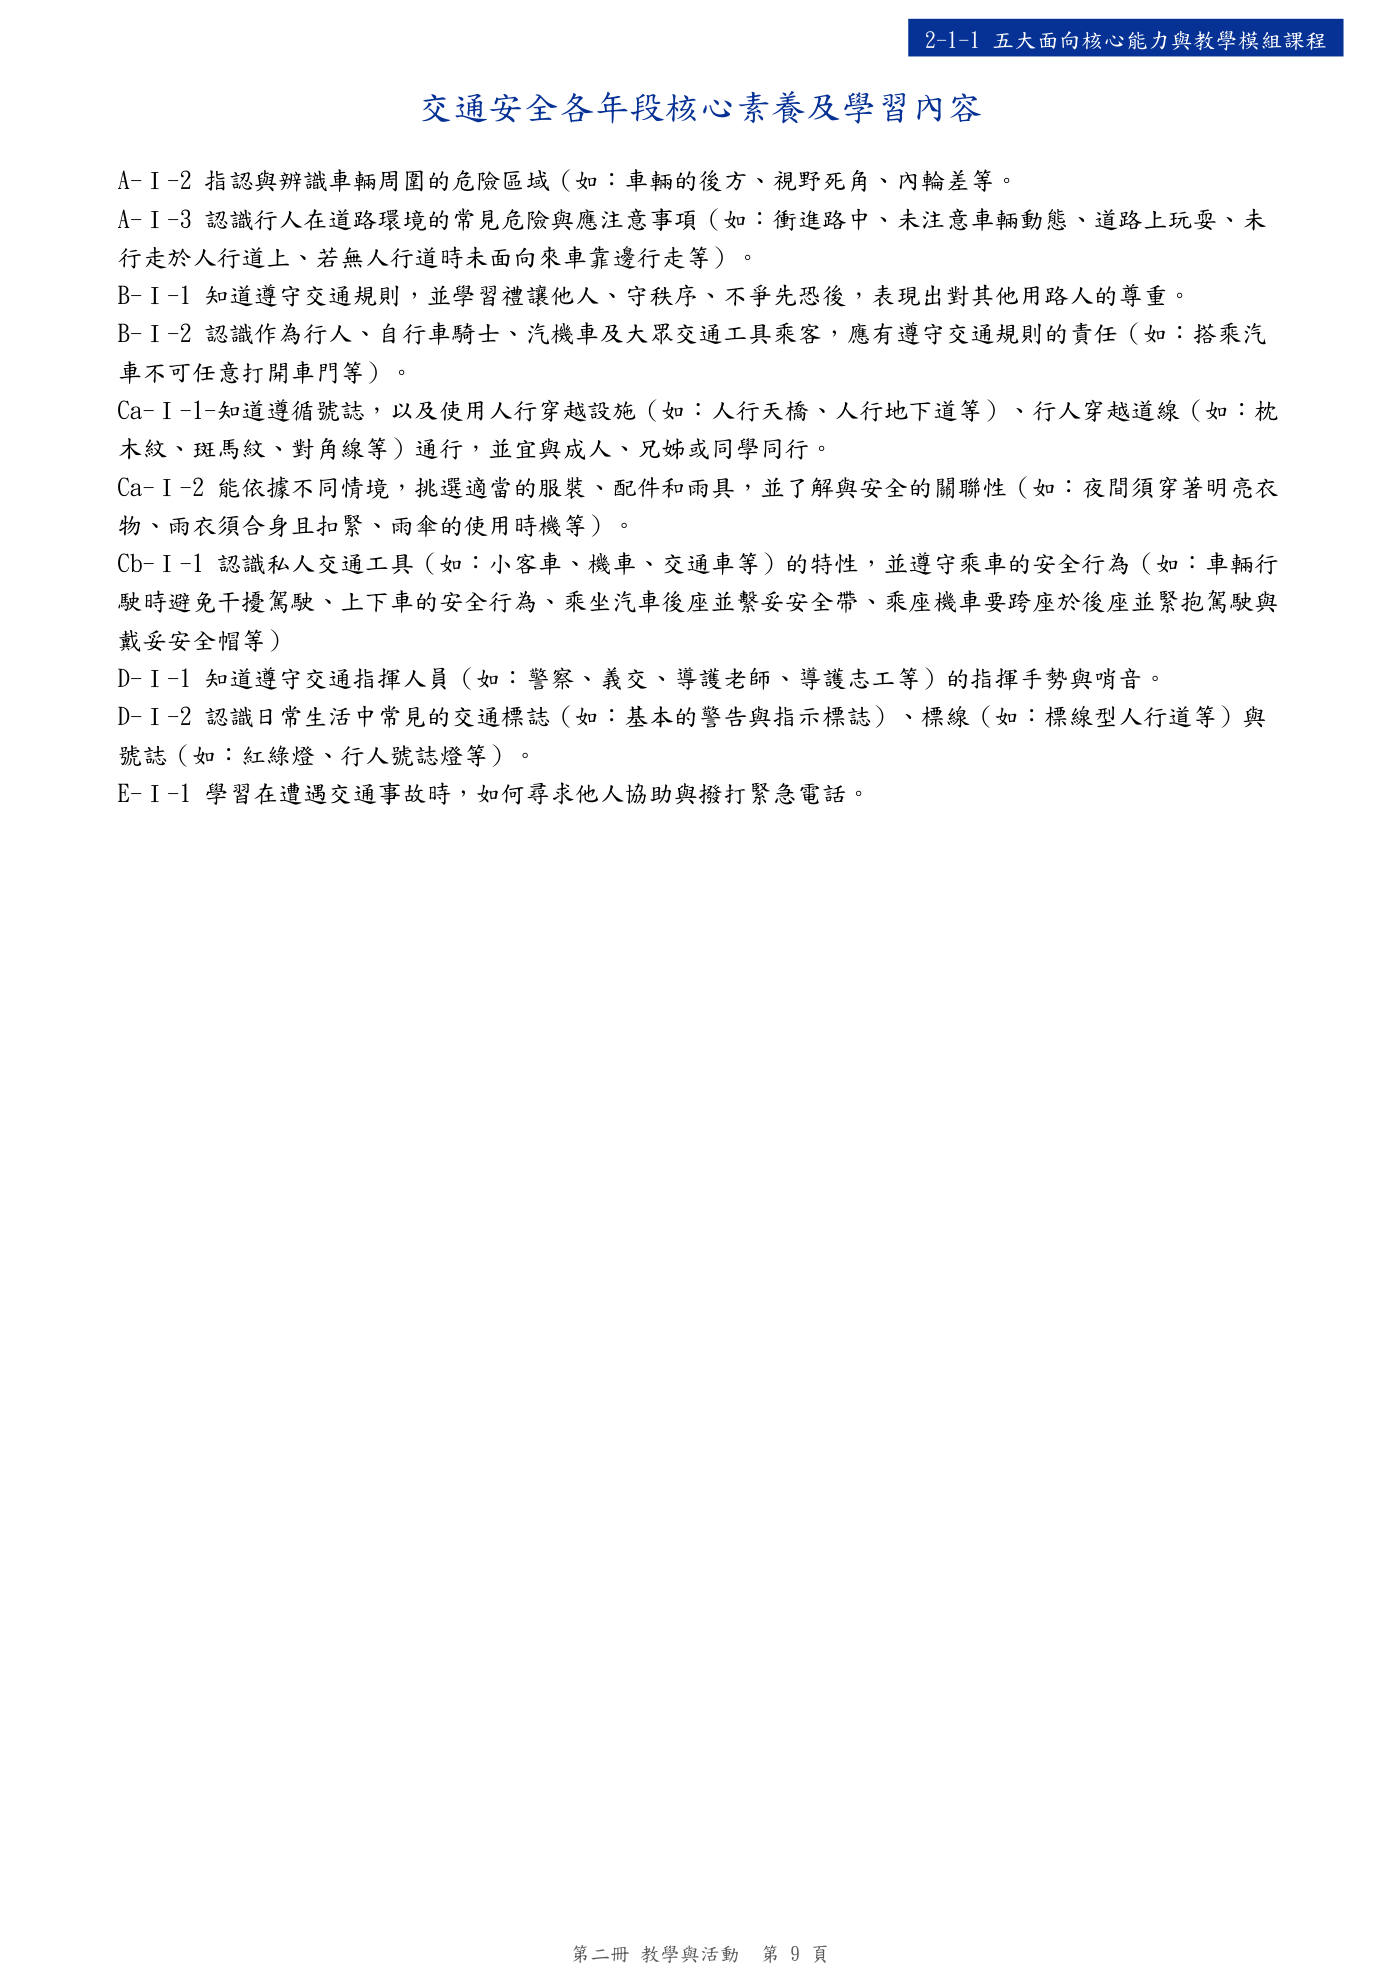 2-1-1 五大面向核心能力與教學模組課程
交通安全各年段核心素養及學習內容
A-Ⅰ-2 指認與辨識車輛周圍的危險區域（如：車輛的後方、視野死角、內輪差等。
A-Ⅰ-3 認識行人在道路環境的常見危險與應注意事項（如：衝進路中、未注意車輛動態、道路上玩耍、未
行走於人行道上、若無人行道時未面向來車靠邊行走等）。
B-Ⅰ-1 知道遵守交通規則，並學習禮讓他人、守秩序、不爭先恐後，表現出對其他用路人的尊重。
B-Ⅰ-2 認識作為行人、自行車騎士、汽機車及大眾交通工具乘客，應有遵守交通規則的責任（如：搭乘汽
車不可任意打開車門等）。
Ca-Ⅰ-1-知道遵循號誌，以及使用人行穿越設施（如：人行天橋、人行地下道等）、行人穿越道線（如：枕
木紋、斑馬紋、對角線等）通行，並宜與成人、兄姊或同學同行。
Ca-Ⅰ-2 能依據不同情境，挑選適當的服裝、配件和雨具，並了解與安全的關聯性（如：夜間須穿著明亮衣
物、雨衣須合身且扣緊、雨傘的使用時機等）。
Cb-Ⅰ-1 認識私人交通工具（如：小客車、機車、交通車等）的特性，並遵守乘車的安全行為（如：車輛行
駛時避免干擾駕駛、上下車的安全行為、乘坐汽車後座並繫妥安全帶、乘座機車要跨座於後座並緊抱駕駛與
戴妥安全帽等）
D-Ⅰ-1 知道遵守交通指揮人員（如：警察、義交、導護老師、導護志工等）的指揮手勢與哨音。
D-Ⅰ-2 認識日常生活中常見的交通標誌（如：基本的警告與指示標誌）、標線（如：標線型人行道等）與
號誌（如：紅綠燈、行人號誌燈等）。
E-Ⅰ-1 學習在遭遇交通事故時，如何尋求他人協助與撥打緊急電話。
第二冊 教學與活動 第 9 頁